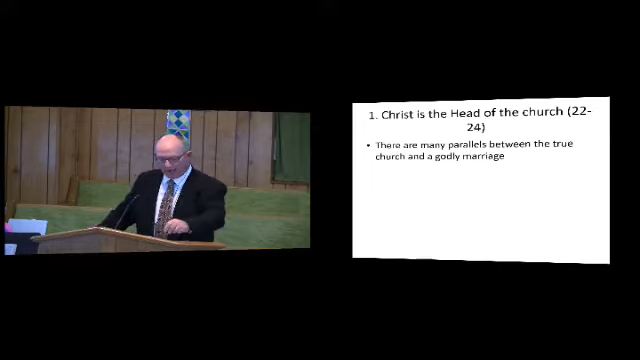 1. Christ is the Head of the church (22-
24)
• There are many parallels between the true
church and a godly marriage